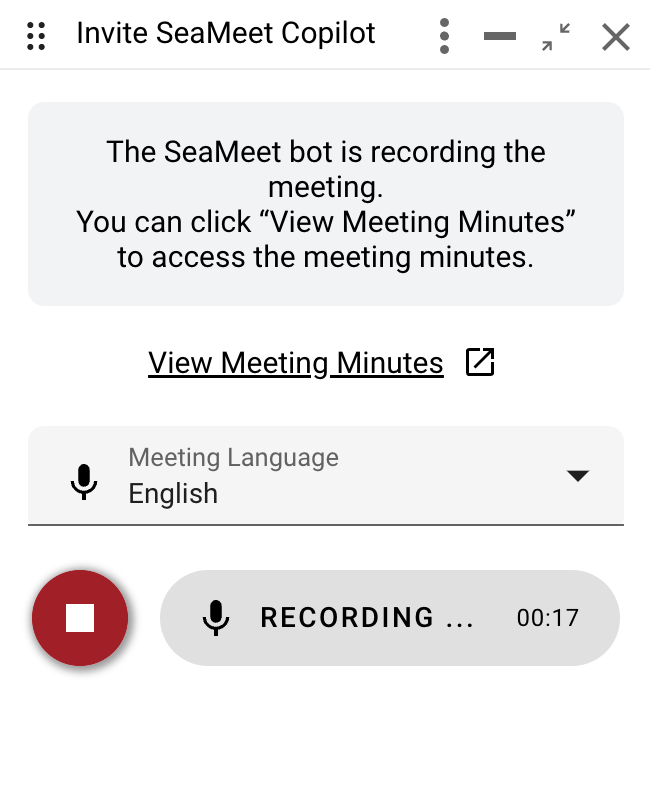 Invite SeaMeet Copilot
The SeaMeet bot is recording the
meeting.
You can click “View Meeting Minutes”
to access the meeting minutes.
View Meeting Minutes
Meeting Language
English
RECORDING ... 00:17